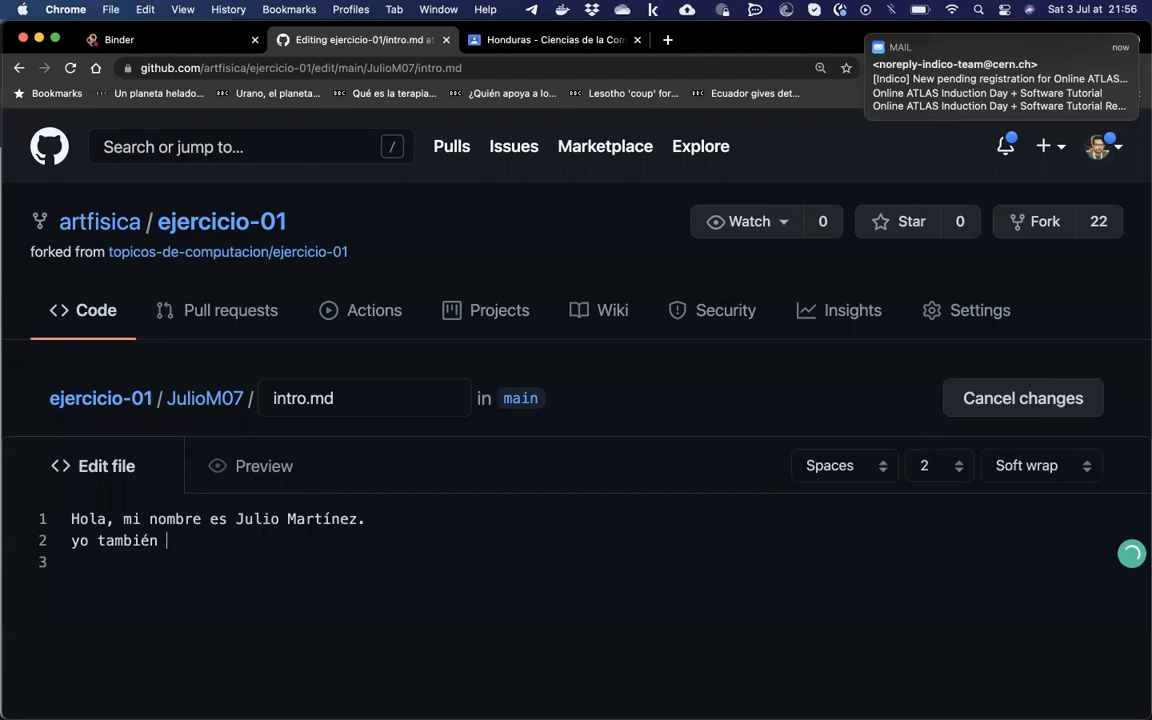 Chrome File Edit View History Bookmarks Profiles Tab Window Help Sat 3 Jul at 21:56
Binder
Editing ejercicio-01/intro.md at
Honduras - Ciencias de la Com
MAIL now
<noreply-indico-team@cern.ch>
[Indico] New pending registration for Online ATLAS...
Online ATLAS Induction Day + Software Tutorial
Online ATLAS Induction Day + Software Tutorial Re...
github.com/artfisica/ejercicio-01/edit/main/JulioM07/intro.md
Bookmarks Un planeta helado... Urano, el planeta... Qué es la terapia... ¿Quién apoya a lo... Lesotho 'coup' for... Ecuador gives det...
Search or jump to... / Pulls Issues Marketplace Explore
artfisica / ejercicio-01 Watch 0 Star 0 Fork 22
forked from topicos-de-computacion/ejercicio-01
Code Pull requests Actions Projects Wiki Security Insights Settings
ejercicio-01 / JulioM07 / intro.md in main Cancel changes
Edit file Preview Spaces 2 Soft wrap
1 Hola, mi nombre es Julio Martínez.
2 yo también
3